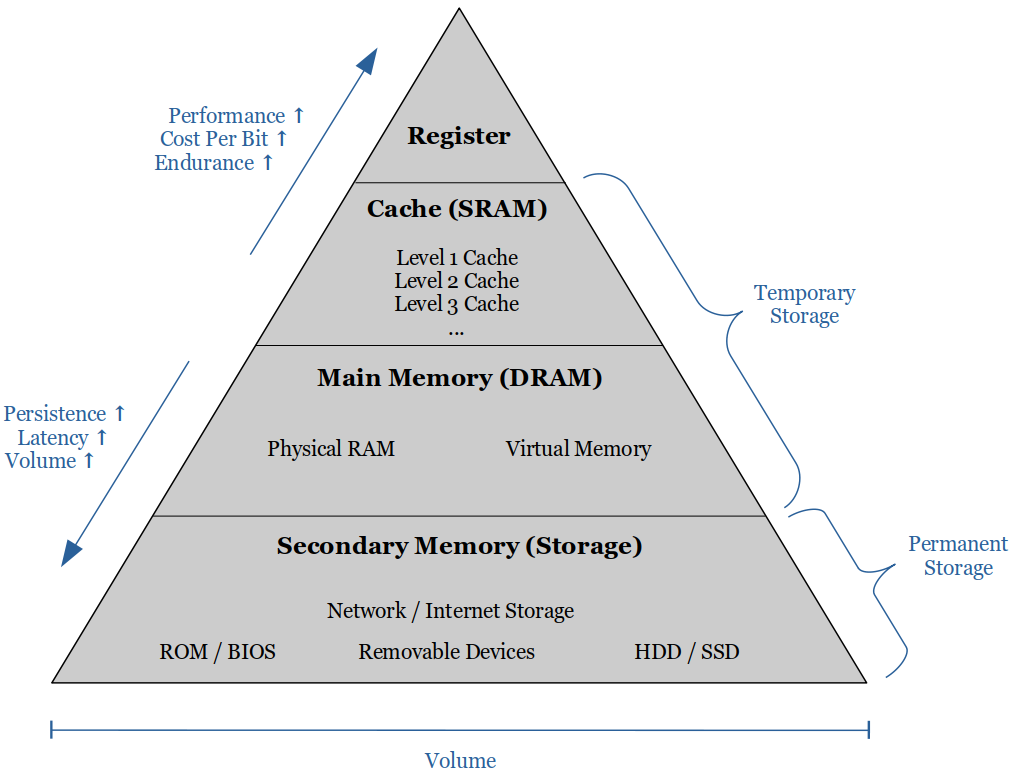 Performance ↑
Cost Per Bit ↑
Endurance ↑
Register
Cache (SRAM)
Level 1 Cache
Level 2 Cache
Level 3 Cache
...
Temporary
Storage
Main Memory (DRAM)
Persistence ↑
Latency ↑
Volume ↑
Physical RAM
Virtual Memory
Secondary Memory (Storage)
Permanent
Storage
Network / Internet Storage
ROM / BIOS
Removable Devices
HDD / SSD
Volume